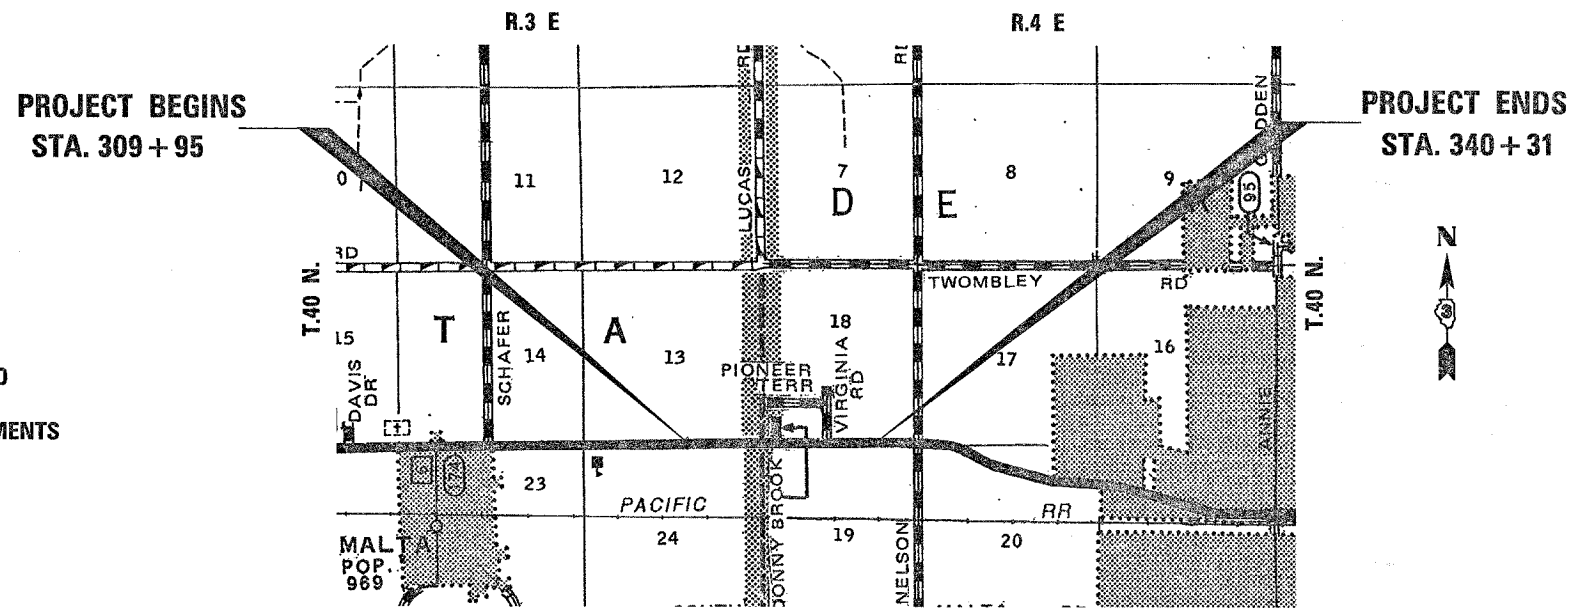 R.3 E
R.4 E
PROJECT BEGINS
STA. 309 + 95
PROJECT ENDS
STA. 340 + 31
LUCAS
RD
11
12
7
8
9
95
D
E
RD
TWOMBLEY
RD
T.40 N.
T.40 N.
N
3
T
A
SCHAFER
15
14
13
18
17
16
DAVIS
DR
PIONEER
TERR
VIRGINIA
RD
ANNIE
MENTS
23
PACIFIC
RR
DONNY BROOK
24
19
20
NELSON
MALTA
POP.
969